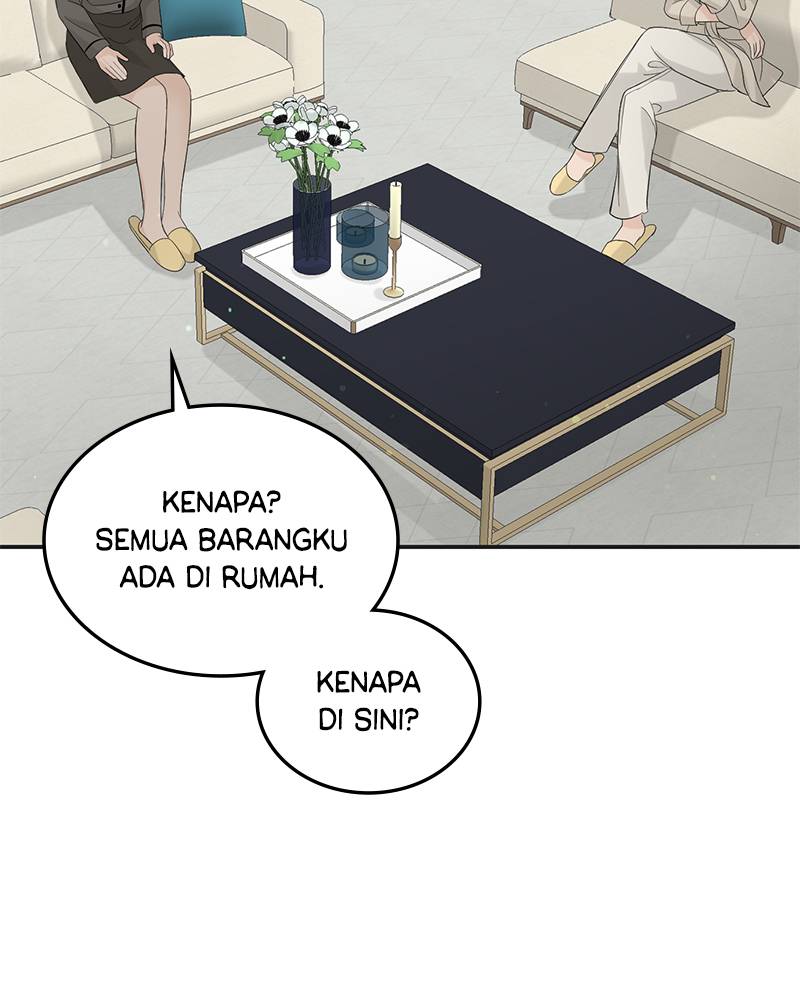 KENAPA?
SEMUA BARANGKU
ADA DI RUMAH.
KENAPA
DI SINI?